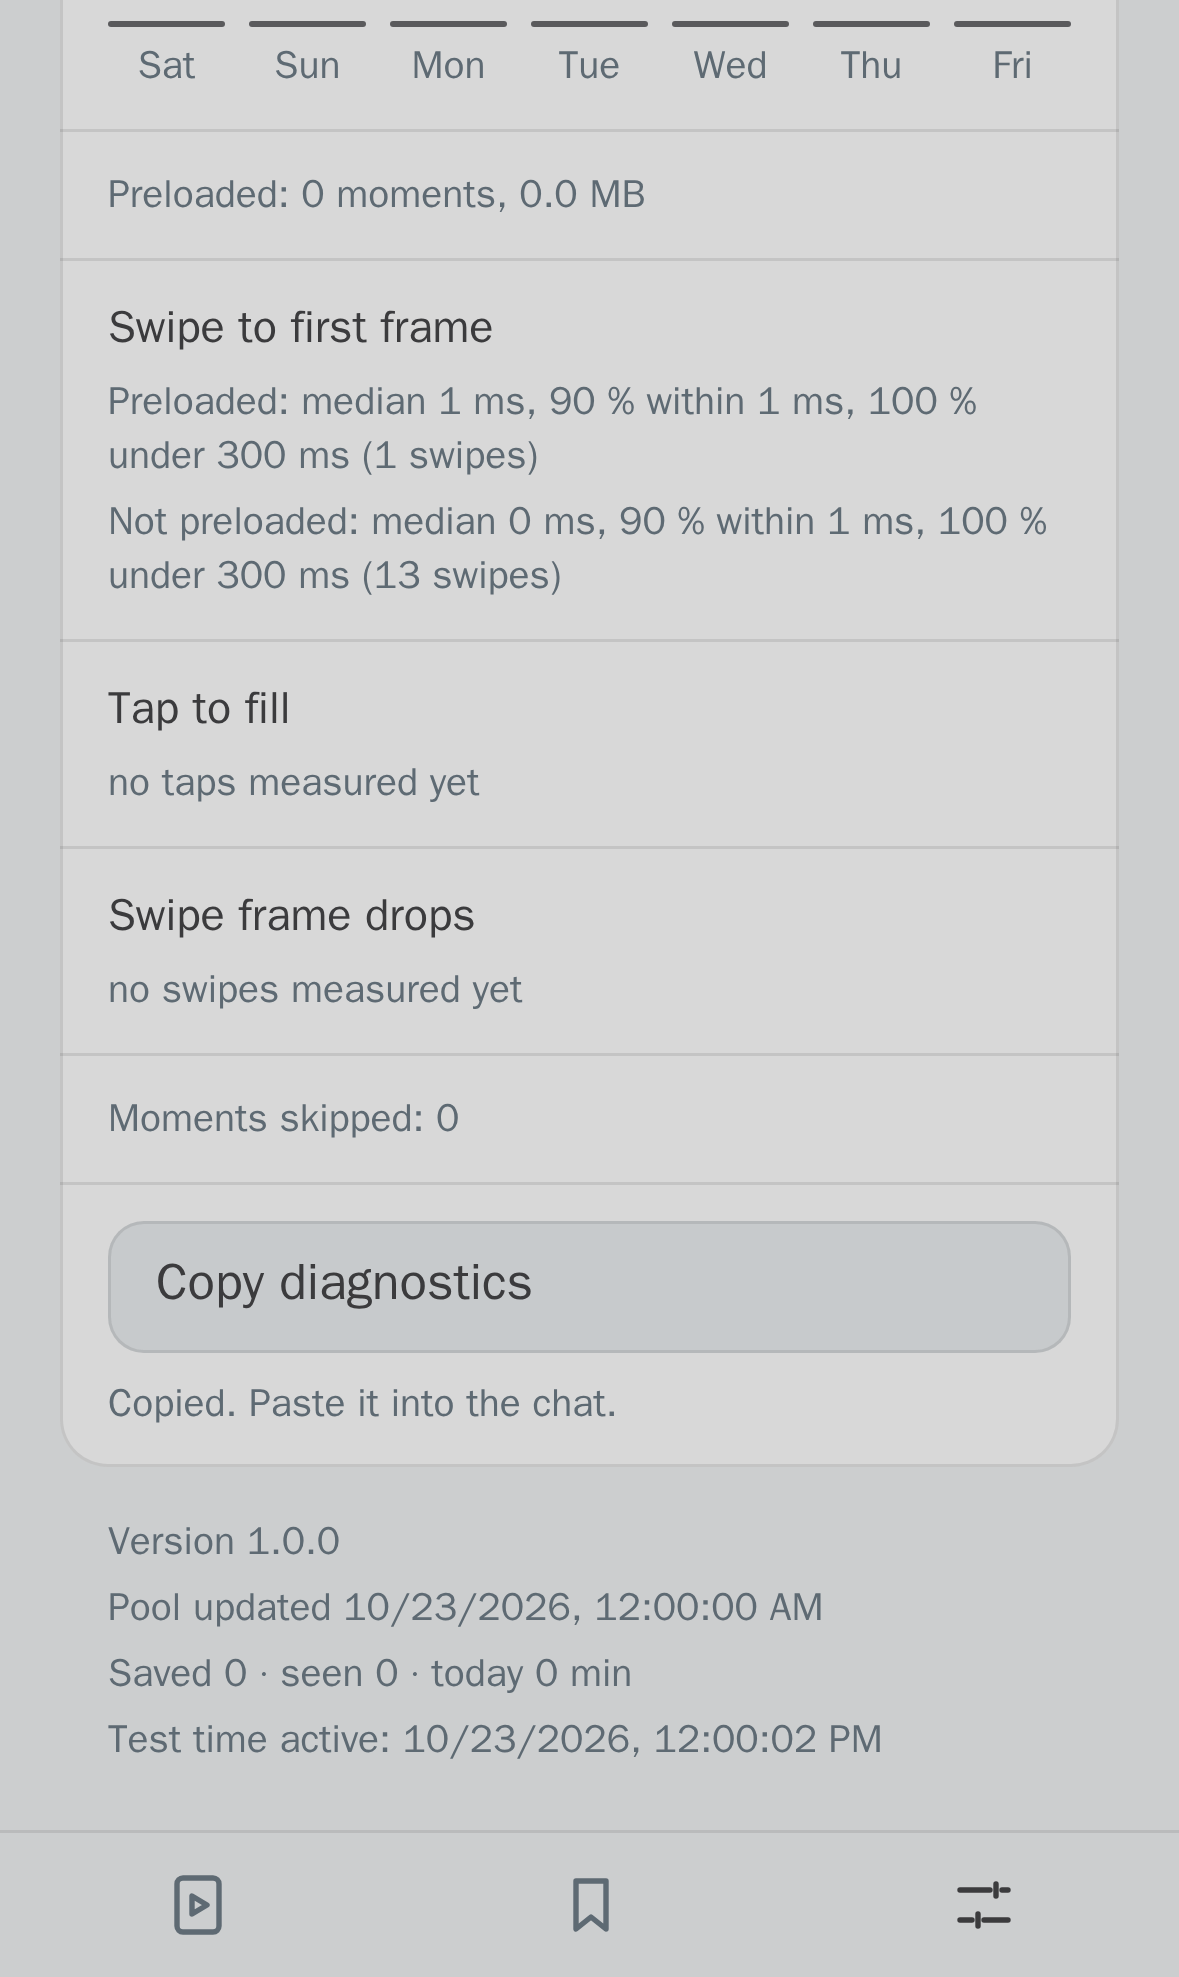 Sat Sun Mon Tue Wed Thu Fri
Preloaded: 0 moments, 0.0 MB
Swipe to first frame
Preloaded: median 1 ms, 90 % within 1 ms, 100 %
under 300 ms (1 swipes)
Not preloaded: median 0 ms, 90 % within 1 ms, 100 %
under 300 ms (13 swipes)
Tap to fill
no taps measured yet
Swipe frame drops
no swipes measured yet
Moments skipped: 0
Copy diagnostics
Copied. Paste it into the chat.
Version 1.0.0
Pool updated 10/23/2026, 12:00:00 AM
Saved 0 · seen 0 · today 0 min
Test time active: 10/23/2026, 12:00:02 PM